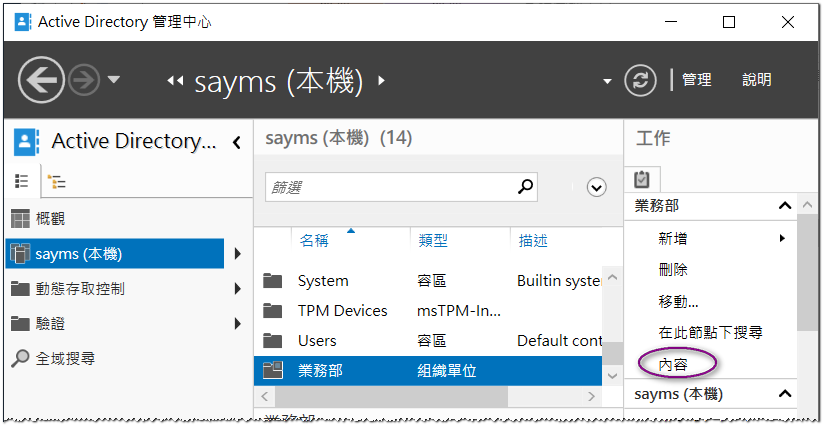 Active Directory 管理中心
sayms (本機)
管理
說明
Active Directory...
概觀
sayms (本機)
動態存取控制
驗證
全域搜尋
sayms (本機) (14)
篩選
名稱 類型 描述
System 容區 Builtin syste
TPM Devices msTPM-In...
Users 容區 Default cont
業務部 組織單位
工作
業務部
新增
刪除
移動...
在此節點下搜尋
內容
sayms (本機)